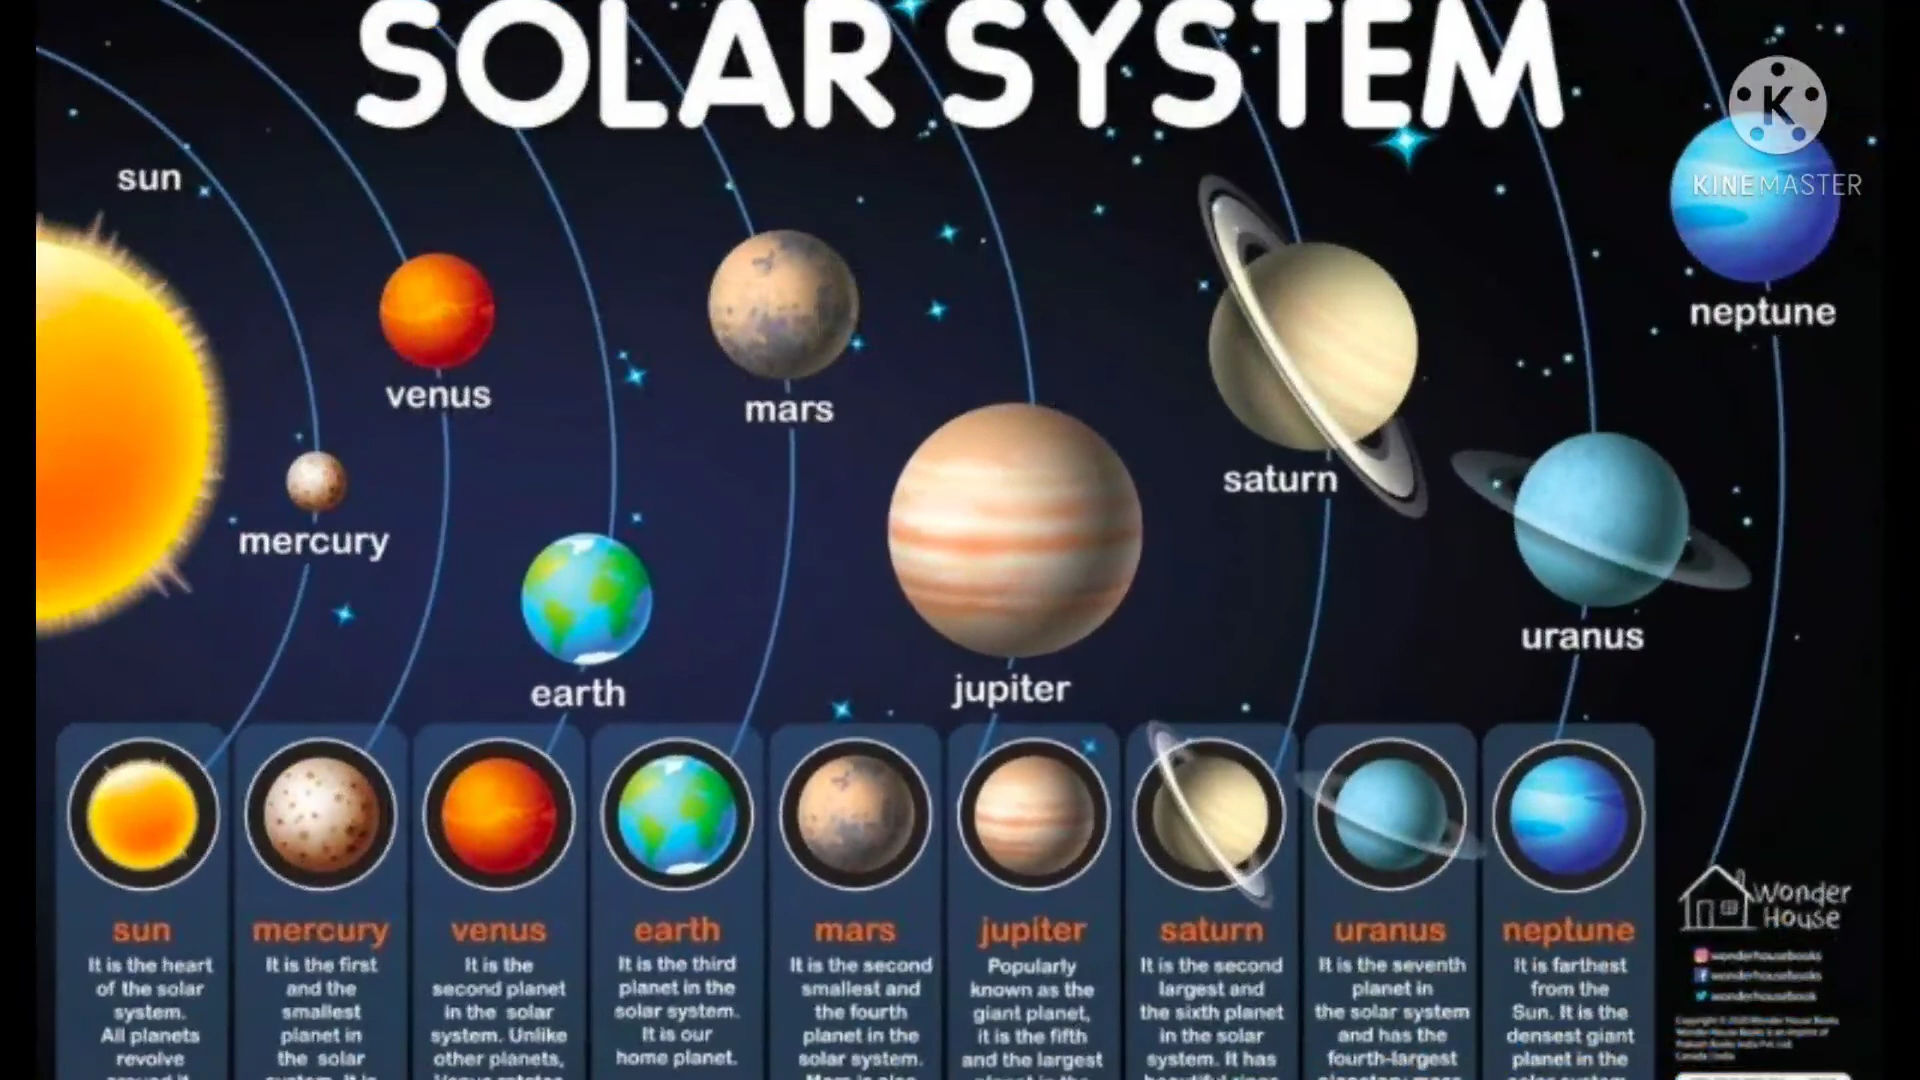 SOLAR SYSTEM
K
KINEMASTER
sun
neptune
venus
mars
saturn
mercury
uranus
earth
jupiter
sun
It is the heart
of the solar
system.
All planets
revolve
mercury
It is the first
and the
smallest
planet in
the solar
venus
It is the
second planet
in the solar
system. Unlike
other planets,
earth
It is the third
planet in the
solar system.
It is our
home planet.
mars
It is the second
smallest and
the fourth
planet in the
solar system.
jupiter
Popularly
known as the
giant planet,
it is the fifth
and the largest
saturn
It is the second
largest and
the sixth planet
in the solar
system. It has
uranus
It is the seventh
planet in
the solar system
and has the
fourth-largest
neptune
It is farthest
from the
Sun. It is the
densest giant
planet in the
Wonder
House
wonderhousebooks
wonderhousebooks
wonderhousebook